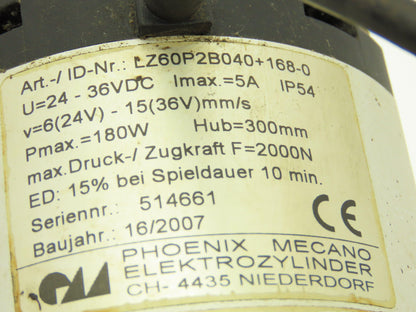 Art.-/ ID-Nr.: LZ60P2B040+168-0
U=24 - 36VDC Imax.=5A IP54
v=6(24V) - 15(36V)mm/s
Pmax.=180W Hub=300mm
max.Druck-/ Zugkraft F=2000N
ED: 15% bei Spieldauer 10 min.
Seriennr.: 514661
Baujahr.: 16/2007
CE
PHOENIX MECANO
ELEKTROZYLINDER
CH- 4435 NIEDERDORF